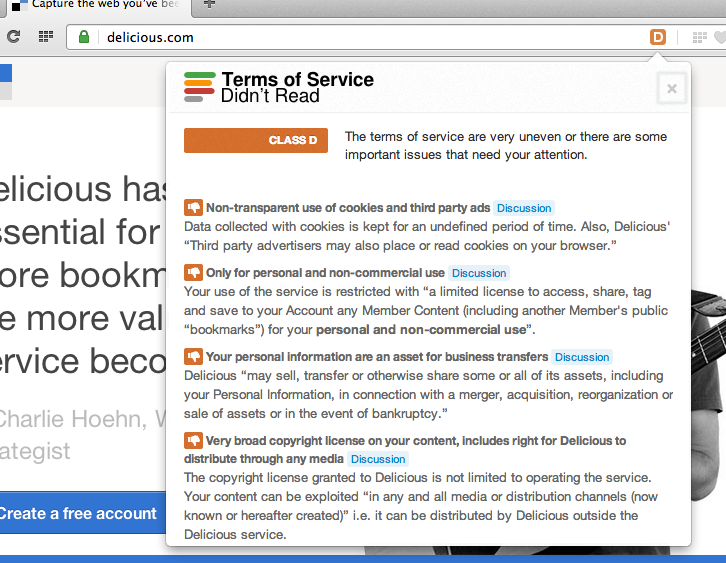 Capture the web you've bee
delicious.com
D
Terms of Service
Didn't Read
×
CLASS D
The terms of service are very uneven or there are some
important issues that need your attention.
Non-transparent use of cookies and third party ads Discussion
Data collected with cookies is kept for an undefined period of time. Also, Delicious'
“Third party advertisers may also place or read cookies on your browser.”
Only for personal and non-commercial use Discussion
Your use of the service is restricted with “a limited license to access, share, tag
and save to your Account any Member Content (including another Member's public
“bookmarks”) for your personal and non-commercial use”.
Your personal information are an asset for business transfers Discussion
Delicious “may sell, transfer or otherwise share some or all of its assets, including
your Personal Information, in connection with a merger, acquisition, reorganization or
sale of assets or in the event of bankruptcy.”
Very broad copyright license on your content, includes right for Delicious to
distribute through any media Discussion
The copyright license granted to Delicious is not limited to operating the service.
Your content can be exploited “in any and all media or distribution channels (now
known or hereafter created)” i.e. it can be distributed by Delicious outside the
Delicious service.
elicious has
ssential for
ore bookm
e more val
ervice beco
Charlie Hoehn, W
ategist
Create a free account